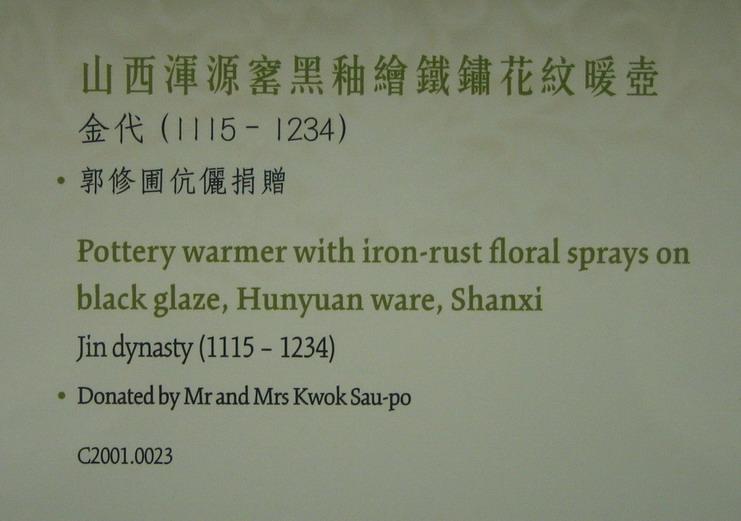 山西渾源窰黑釉繪鐵鏽花紋暖壺
金代 (1115 - 1234)
• 郭修圃伉儷捐贈
Pottery warmer with iron-rust floral sprays on
black glaze, Hunyuan ware, Shanxi
Jin dynasty (1115 – 1234)
• Donated by Mr and Mrs Kwok Sau-po
C2001.0023